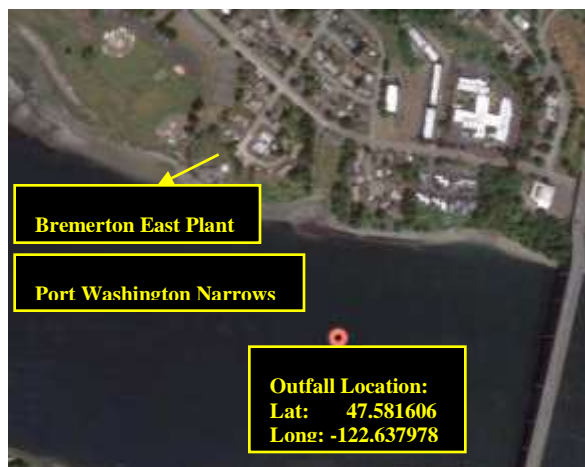 Bremerton East Plant
Port Washington Narrows
Outfall Location:
Lat: 47.581606
Long: -122.637978